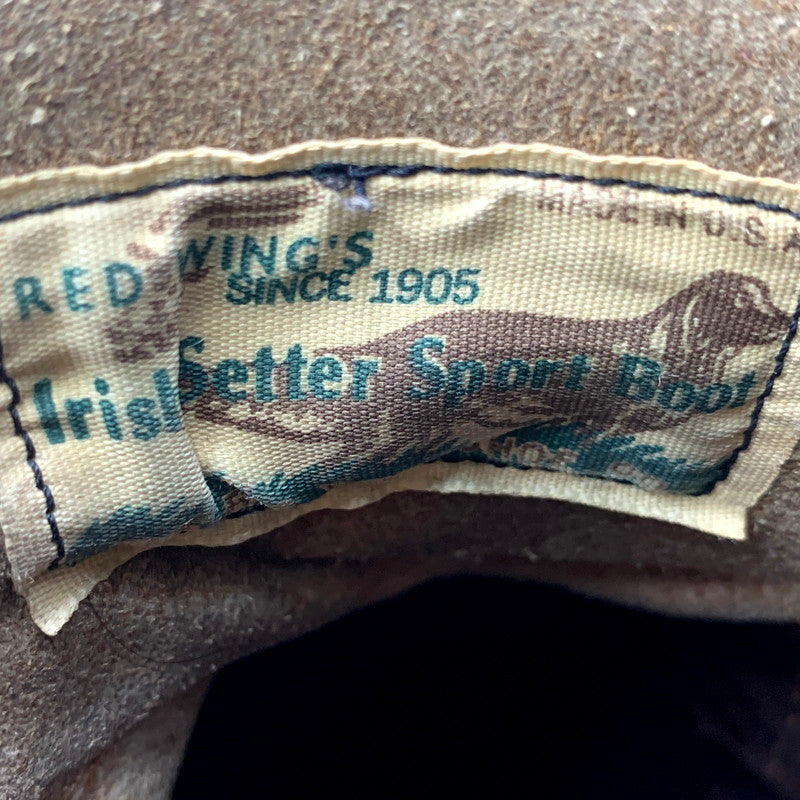 MADE IN U.S.A
RED WING'S
SINCE 1905
Irish Setter Sport Boot